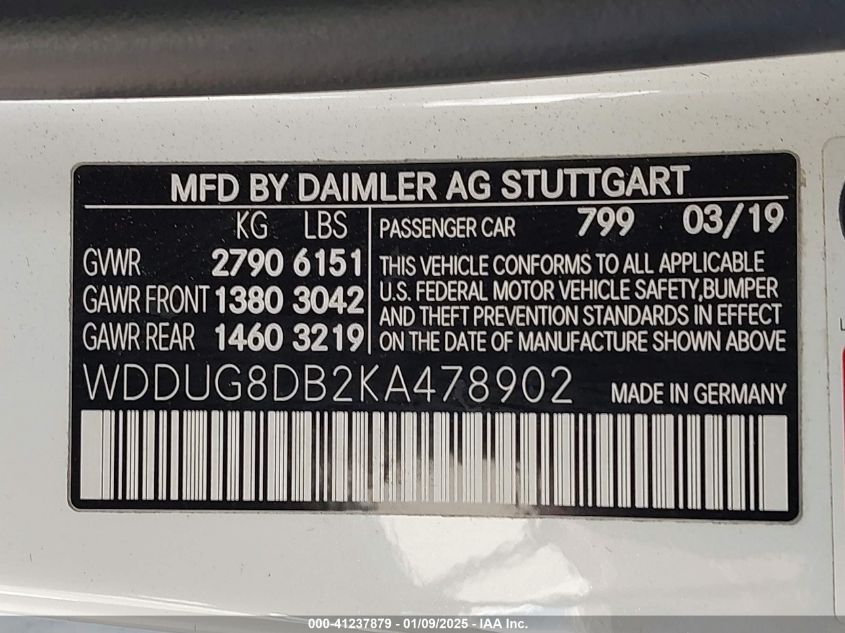 MFD BY DAIMLER AG STUTTGART
KG LBS
GVWR 2790 6151
GAWR FRONT 1380 3042
GAWR REAR 1460 3219
PASSENGER CAR 799 03/19
THIS VEHICLE CONFORMS TO ALL APPLICABLE
U.S. FEDERAL MOTOR VEHICLE SAFETY,BUMPER
AND THEFT PREVENTION STANDARDS IN EFFECT
ON THE DATE OF MANUFACTURE SHOWN ABOVE
WDDUG8DB2KA478902 MADE IN GERMANY
000-41237879 / 01/09/2025 - IAA Inc.